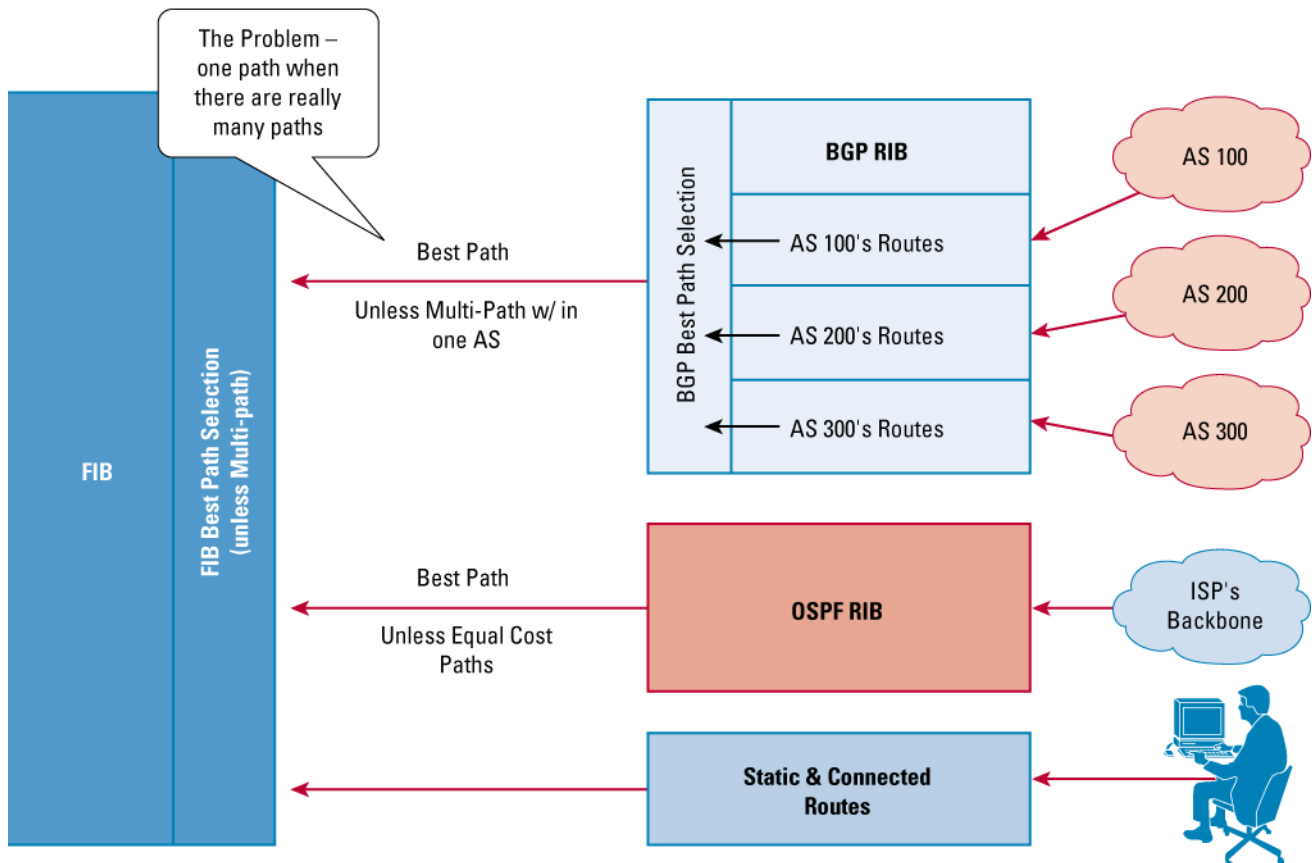 The Problem –
one path when
there are really
many paths
FIB
FIB Best Path Selection
(unless Multi-path)
Best Path
Unless Multi-Path w/ in
one AS
BGP Best Path Selection
BGP RIB
AS 100's Routes
AS 200's Routes
AS 300's Routes
AS 100
AS 200
AS 300
Best Path
Unless Equal Cost
Paths
OSPF RIB
ISP's
Backbone
Static & Connected
Routes